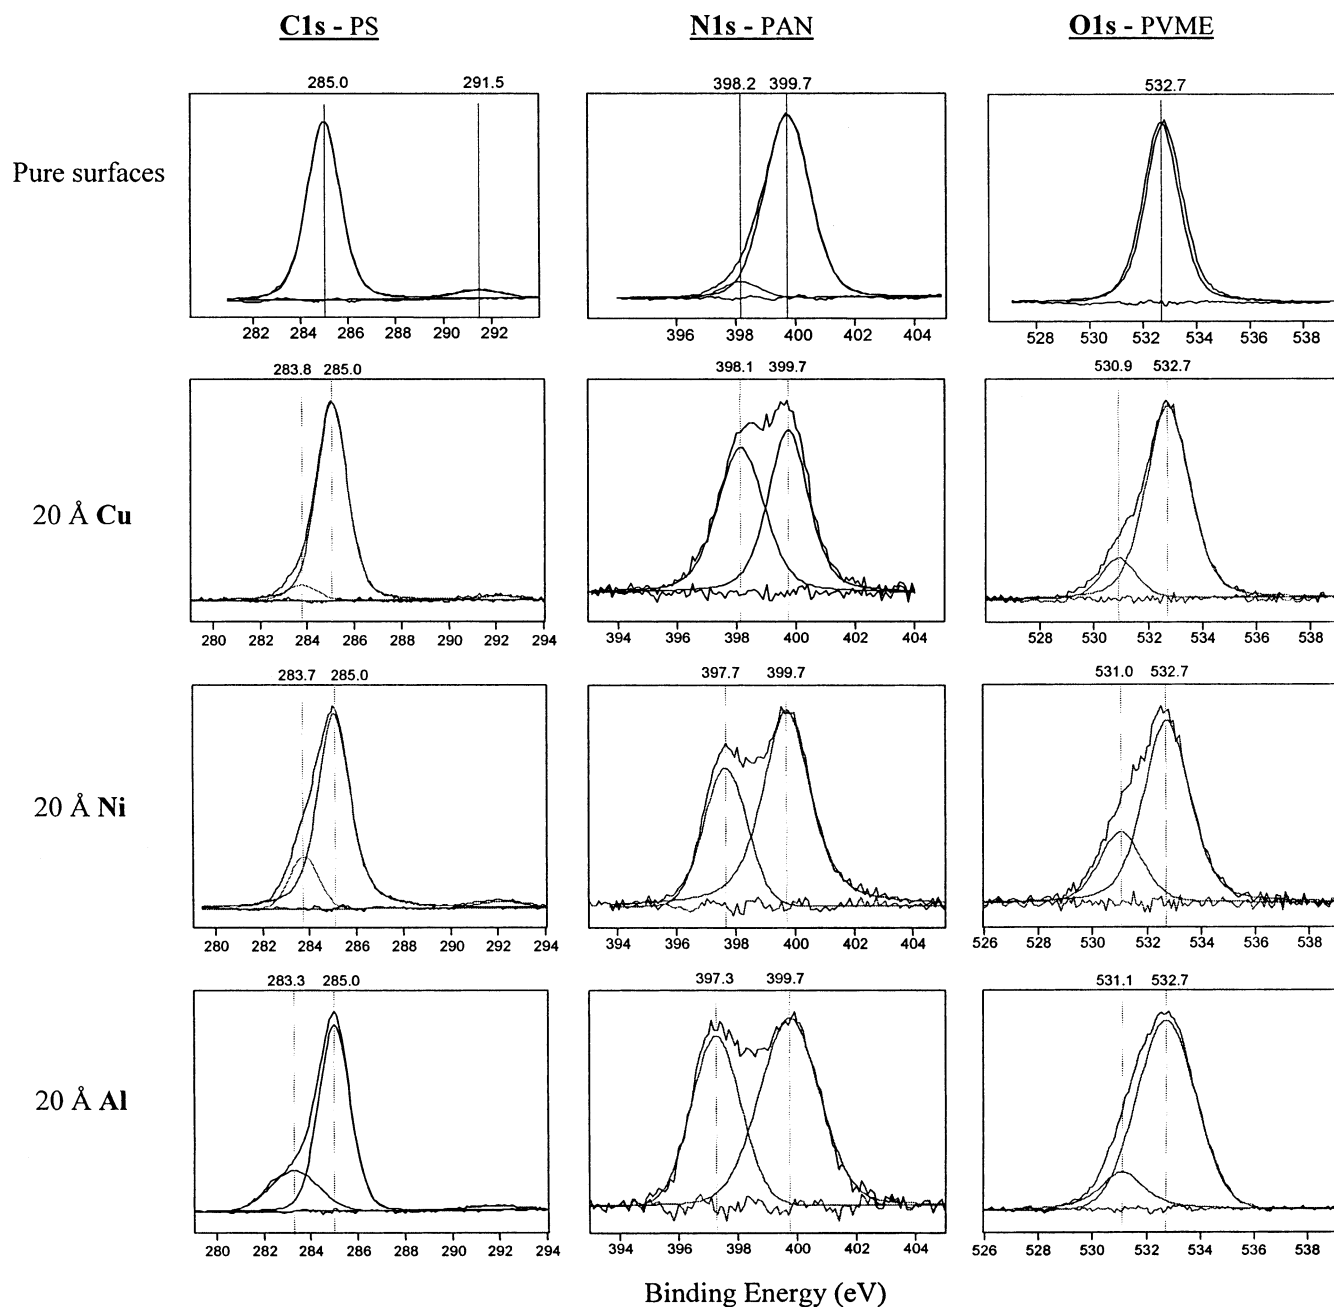 C1s - PS N1s - PAN O1s - PVME
285.0 291.5 398.2 399.7 532.7
Pure surfaces
282 284 286 288 290 292 396 398 400 402 404 528 530 532 534 536 538
283.8 285.0 398.1 399.7 530.9 532.7
20 Å Cu
280 282 284 286 288 290 292 294 394 396 398 400 402 404 528 530 532 534 536 538
283.7 285.0 397.7 399.7 531.0 532.7
20 Å Ni
280 282 284 286 288 290 292 294 394 396 398 400 402 404 526 528 530 532 534 536 538
283.3 285.0 397.3 399.7 531.1 532.7
20 Å Al
280 282 284 286 288 290 292 294 394 396 398 400 402 404 526 528 530 532 534 536 538
Binding Energy (eV)